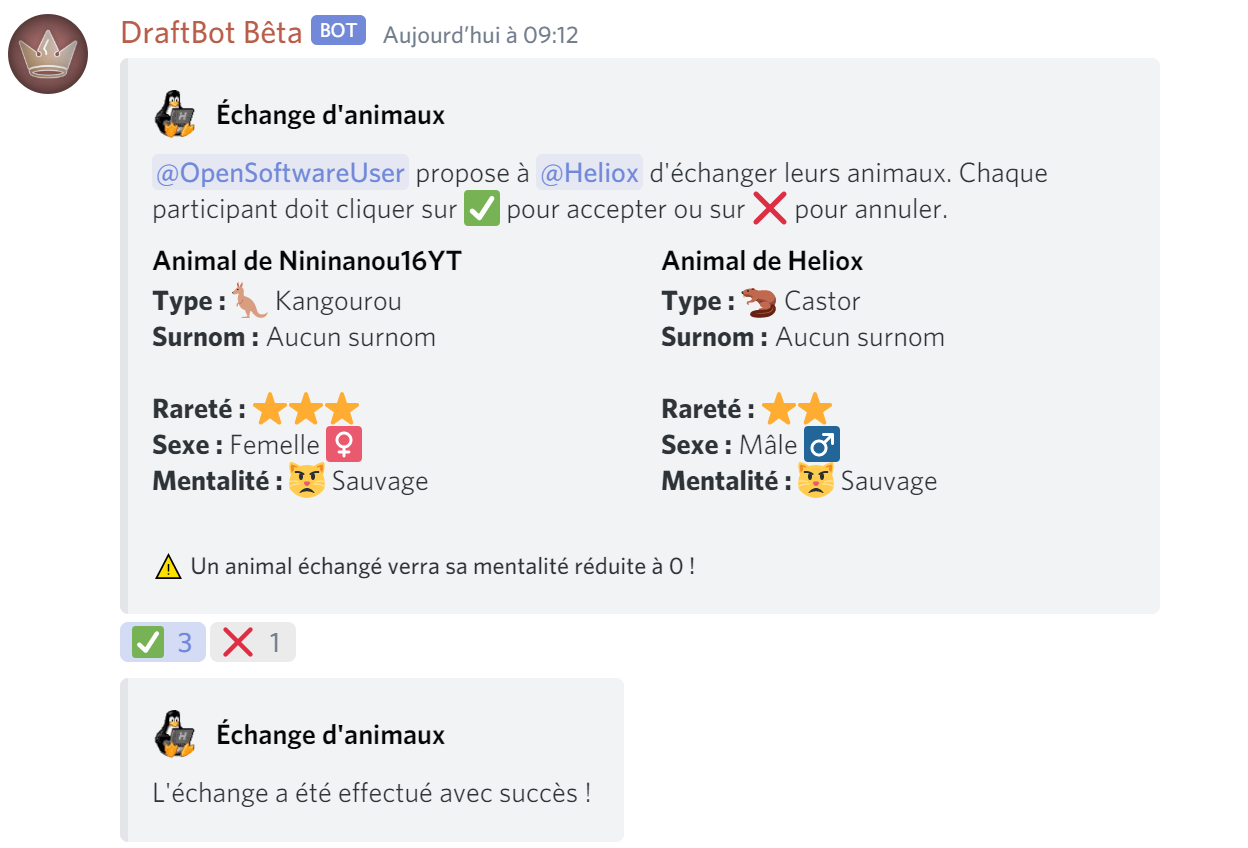 DraftBot Bêta BOT Aujourd’hui à 09:12
Échange d'animaux
@OpenSoftwareUser propose à @Heliox d'échanger leurs animaux. Chaque
participant doit cliquer sur ✅ pour accepter ou sur ❌ pour annuler.
Animal de Nininanou16YT
Type : 🦘 Kangourou
Surnom : Aucun surnom
Rareté : ⭐⭐⭐
Sexe : Femelle ♀
Mentalité : 😾 Sauvage
Animal de Heliox
Type : 🦫 Castor
Surnom : Aucun surnom
Rareté : ⭐⭐
Sexe : Mâle ♂
Mentalité : 😾 Sauvage
⚠ Un animal échangé verra sa mentalité réduite à 0 !
✅ 3 ❌ 1
Échange d'animaux
L'échange a été effectué avec succès !